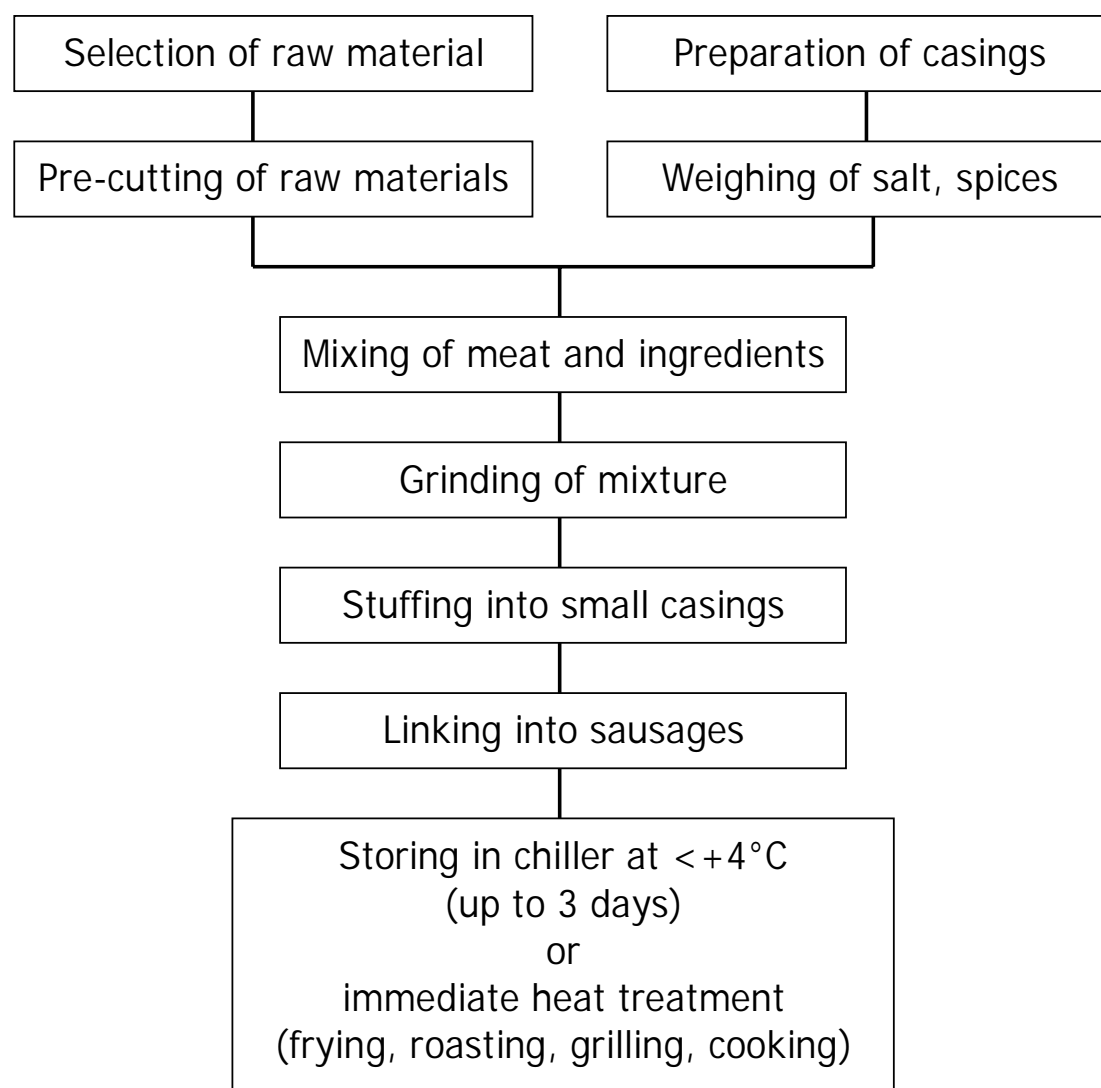 Selection of raw material
Preparation of casings
Pre-cutting of raw materials
Weighing of salt, spices
Mixing of meat and ingredients
Grinding of mixture
Stuffing into small casings
Linking into sausages
Storing in chiller at <+4°C
(up to 3 days)
or
immediate heat treatment
(frying, roasting, grilling, cooking)